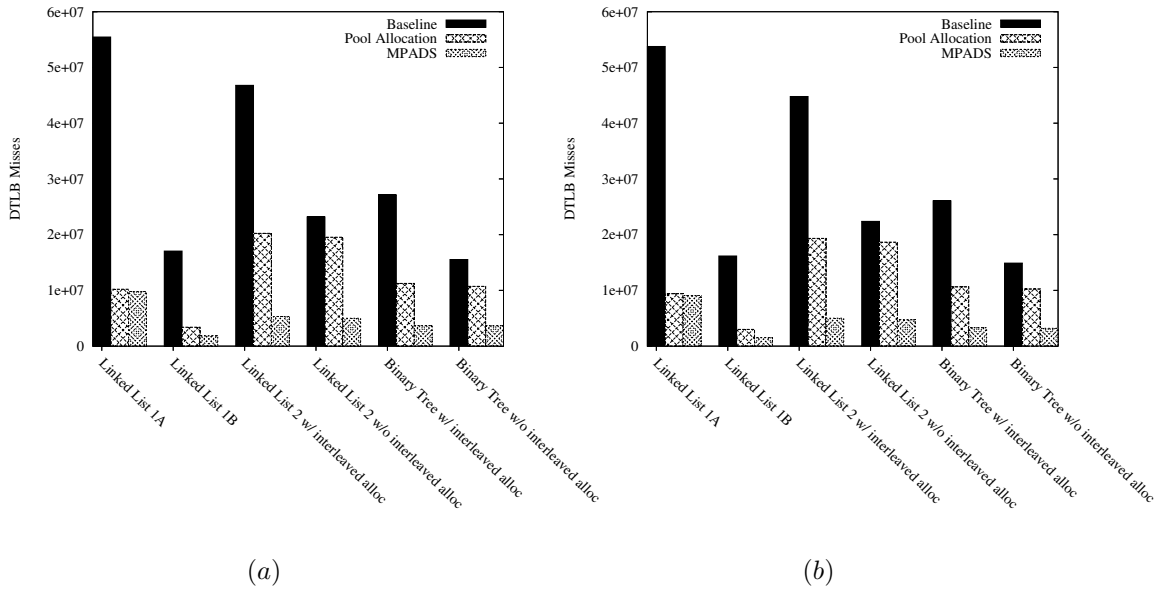 6e+07
5e+07
4e+07
3e+07
2e+07
1e+07
0
DTLB Misses
Baseline
Pool Allocation
MPADS
Linked List 1A
Linked List 1B
Linked List 2 w/ interleaved alloc
Linked List 2 w/o interleaved alloc
Binary Tree w/ interleaved alloc
Binary Tree w/o interleaved alloc
(a)
6e+07
5e+07
4e+07
3e+07
2e+07
1e+07
0
DTLB Misses
Baseline
Pool Allocation
MPADS
Linked List 1A
Linked List 1B
Linked List 2 w/ interleaved alloc
Linked List 2 w/o interleaved alloc
Binary Tree w/ interleaved alloc
Binary Tree w/o interleaved alloc
(b)